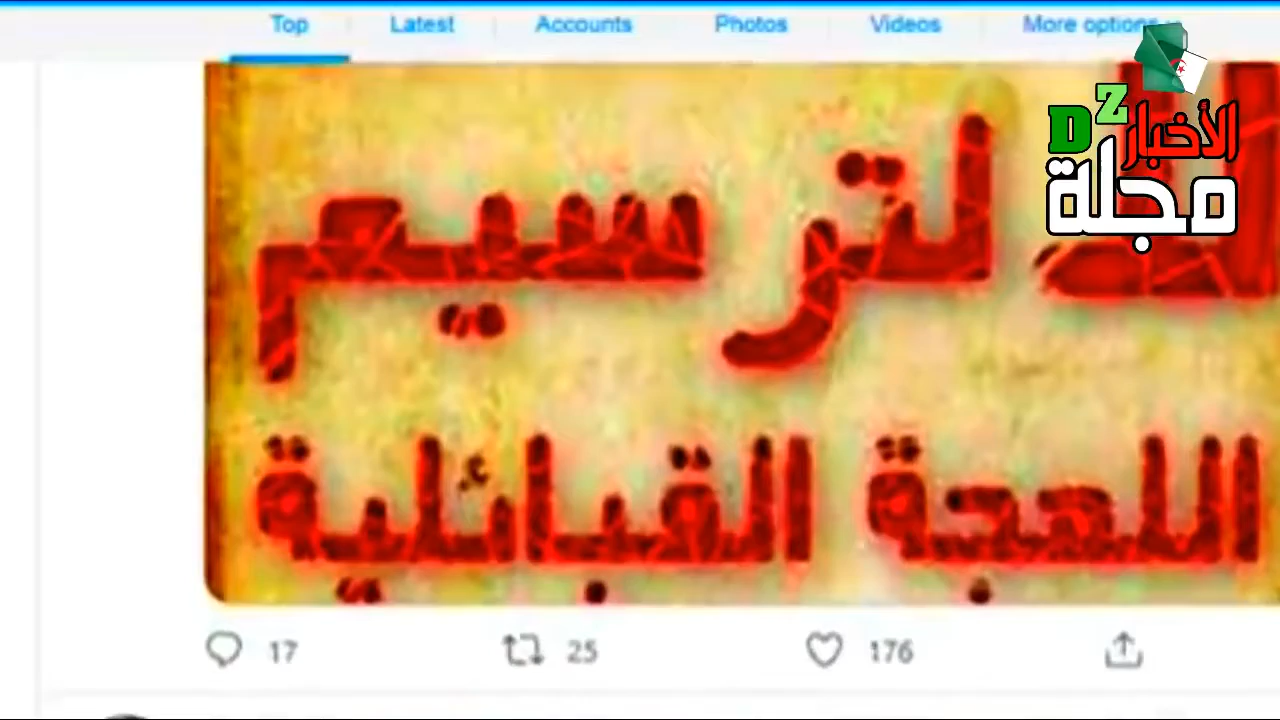 Top Latest Accounts Photos Videos More options
DZ الأخبار
مجلة
لترسيم
اللهجة القبائلية
17 25 176